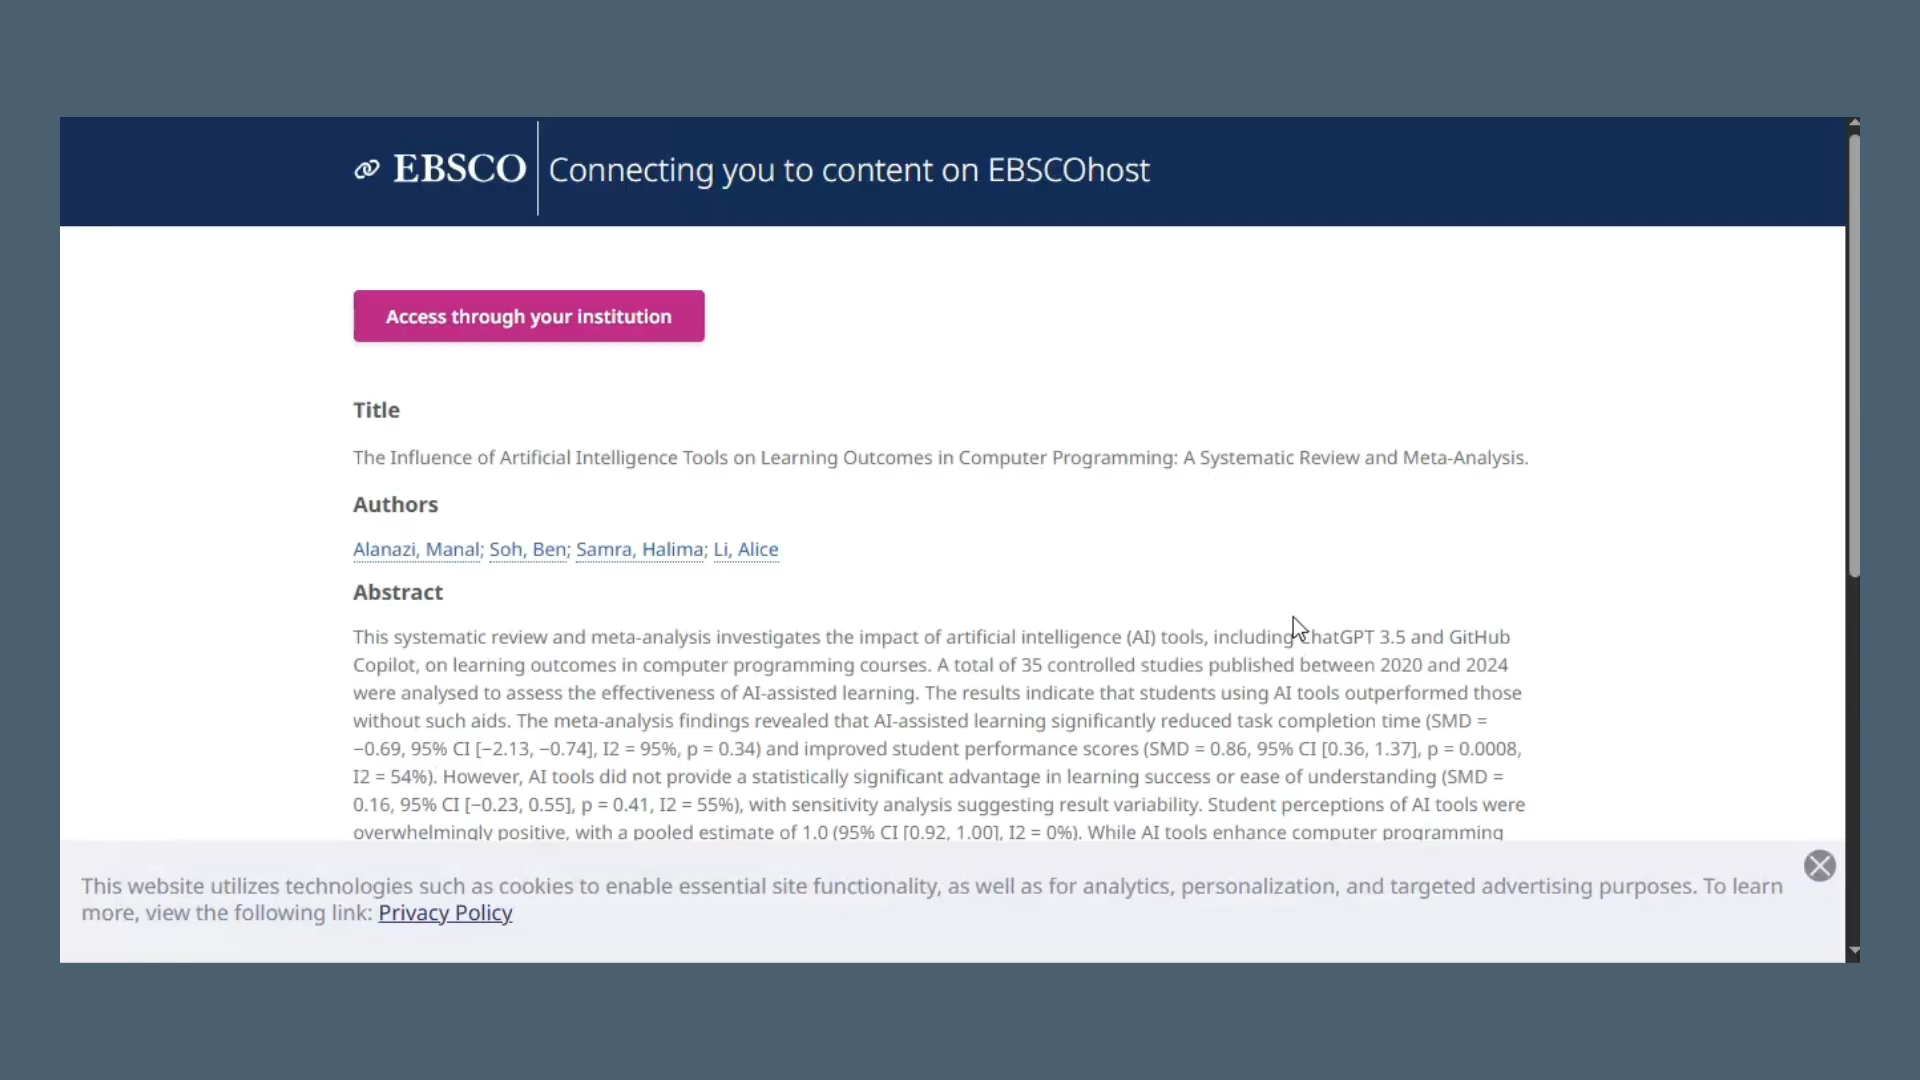 EBSCO
Connecting you to content on EBSCOhost
Access through your institution
Title
The Influence of Artificial Intelligence Tools on Learning Outcomes in Computer Programming: A Systematic Review and Meta-Analysis.
Authors
Alanazi, Manal; Soh, Ben; Samra, Halima; Li, Alice
Abstract
This systematic review and meta-analysis investigates the impact of artificial intelligence (AI) tools, including ChatGPT 3.5 and GitHub
Copilot, on learning outcomes in computer programming courses. A total of 35 controlled studies published between 2020 and 2024
were analysed to assess the effectiveness of AI-assisted learning. The results indicate that students using AI tools outperformed those
without such aids. The meta-analysis findings revealed that AI-assisted learning significantly reduced task completion time (SMD =
−0.69, 95% CI [−2.13, −0.74], I2 = 95%, p = 0.34) and improved student performance scores (SMD = 0.86, 95% CI [0.36, 1.37], p = 0.0008,
I2 = 54%). However, AI tools did not provide a statistically significant advantage in learning success or ease of understanding (SMD =
0.16, 95% CI [−0.23, 0.55], p = 0.41, I2 = 55%), with sensitivity analysis suggesting result variability. Student perceptions of AI tools were
overwhelmingly positive, with a pooled estimate of 1.0 (95% CI [0.92, 1.00], I2 = 0%). While AI tools enhance computer programming
This website utilizes technologies such as cookies to enable essential site functionality, as well as for analytics, personalization, and targeted advertising purposes. To learn
more, view the following link: Privacy Policy